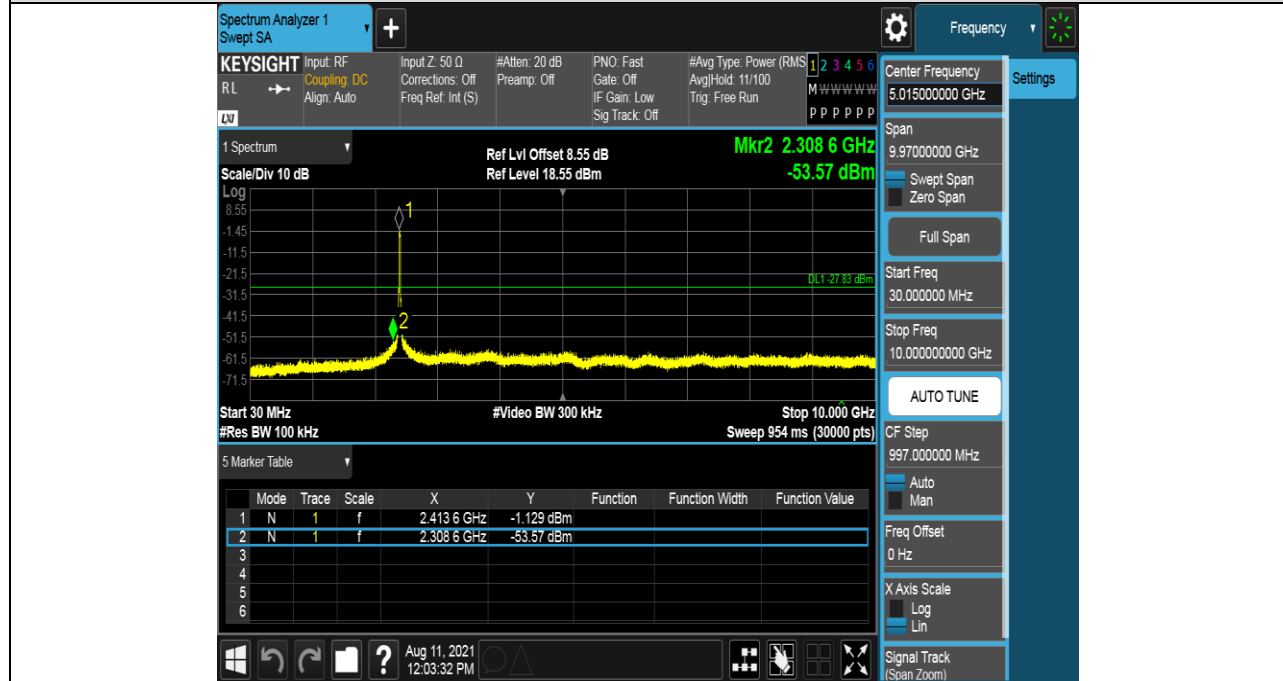 Spectrum Analyzer 1
Swept SA
+
Frequency
KEYSIGHT
RL
LXI
Input: RF
Coupling: DC
Align: Auto
Input Z: 50 Ω
Corrections: Off
Freq Ref: Int (S)
#Atten: 20 dB
Preamp: Off
PNO: Fast
Gate: Off
IF Gain: Low
Sig Track: Off
#Avg Type: Power (RMS
Avg|Hold: 11/100
Trig: Free Run
1 2 3 4 5 6
M W W W W W
P P P P P P
1 Spectrum
Scale/Div 10 dB
Ref Lvl Offset 8.55 dB
Ref Level 18.55 dBm
Mkr2 2.308 6 GHz
-53.57 dBm
Log
8.55
-1.45
-11.5
-21.5
-31.5
-41.5
-51.5
-61.5
-71.5
1
2
DL1 -27.83 dBm
Start 30 MHz
#Video BW 300 kHz
Stop 10.000 GHz
#Res BW 100 kHz
Sweep 954 ms (30000 pts)
5 Marker Table
Mode Trace Scale X Y Function Function Width Function Value
1 N 1 f 2.413 6 GHz -1.129 dBm
2 N 1 f 2.308 6 GHz -53.57 dBm
3
4
5
6
?
Aug 11, 2021
12:03:32 PM
Center Frequency
5.015000000 GHz
Settings
Span
9.97000000 GHz
Swept Span
Zero Span
Full Span
Start Freq
30.000000 MHz
Stop Freq
10.000000000 GHz
AUTO TUNE
CF Step
997.000000 MHz
Auto
Man
Freq Offset
0 Hz
X Axis Scale
Log
Lin
Signal Track
(Span Zoom)